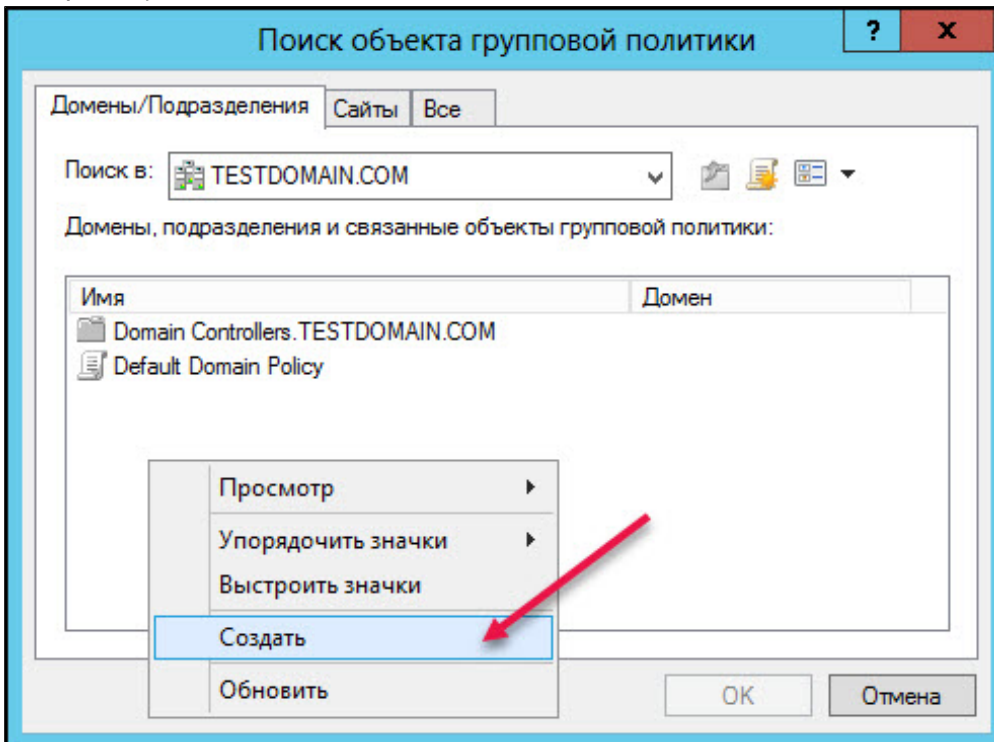 Поиск объекта групповой политики
?
x
Домены/Подразделения
Сайты
Все
Поиск в:
TESTDOMAIN.COM
Домены, подразделения и связанные объекты групповой политики:
Имя
Домен
Domain Controllers.TESTDOMAIN.COM
Default Domain Policy
Просмотр
Упорядочить значки
Выстроить значки
Создать
Обновить
OK
Отмена